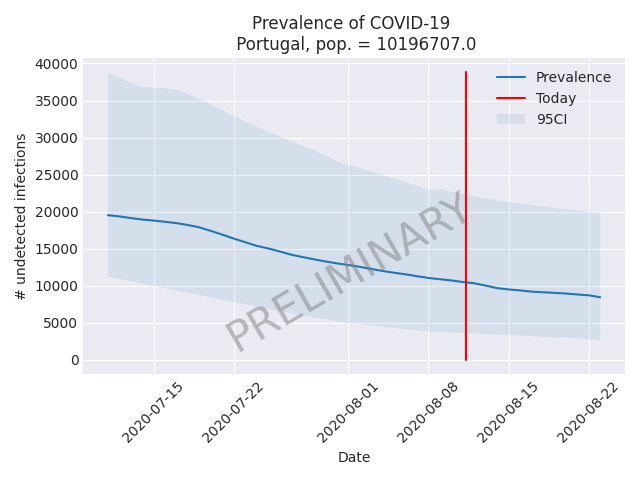 Prevalence of COVID-19
Portugal, pop. = 10196707.0
# undetected infections
40000
35000
30000
25000
20000
15000
10000
5000
0
Prevalence
Today
95CI
PRELIMINARY
2020-07-15
2020-07-22
2020-08-01
2020-08-08
2020-08-15
2020-08-22
Date